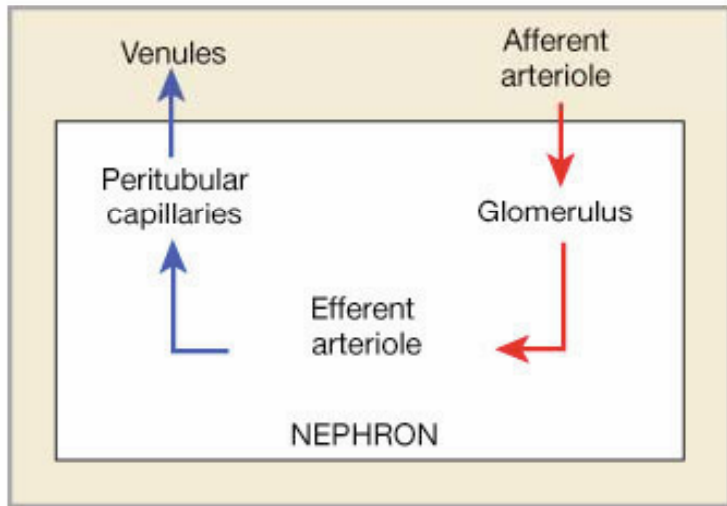 Venules
Afferent
arteriole
Peritubular
capillaries
Glomerulus
Efferent
arteriole
NEPHRON